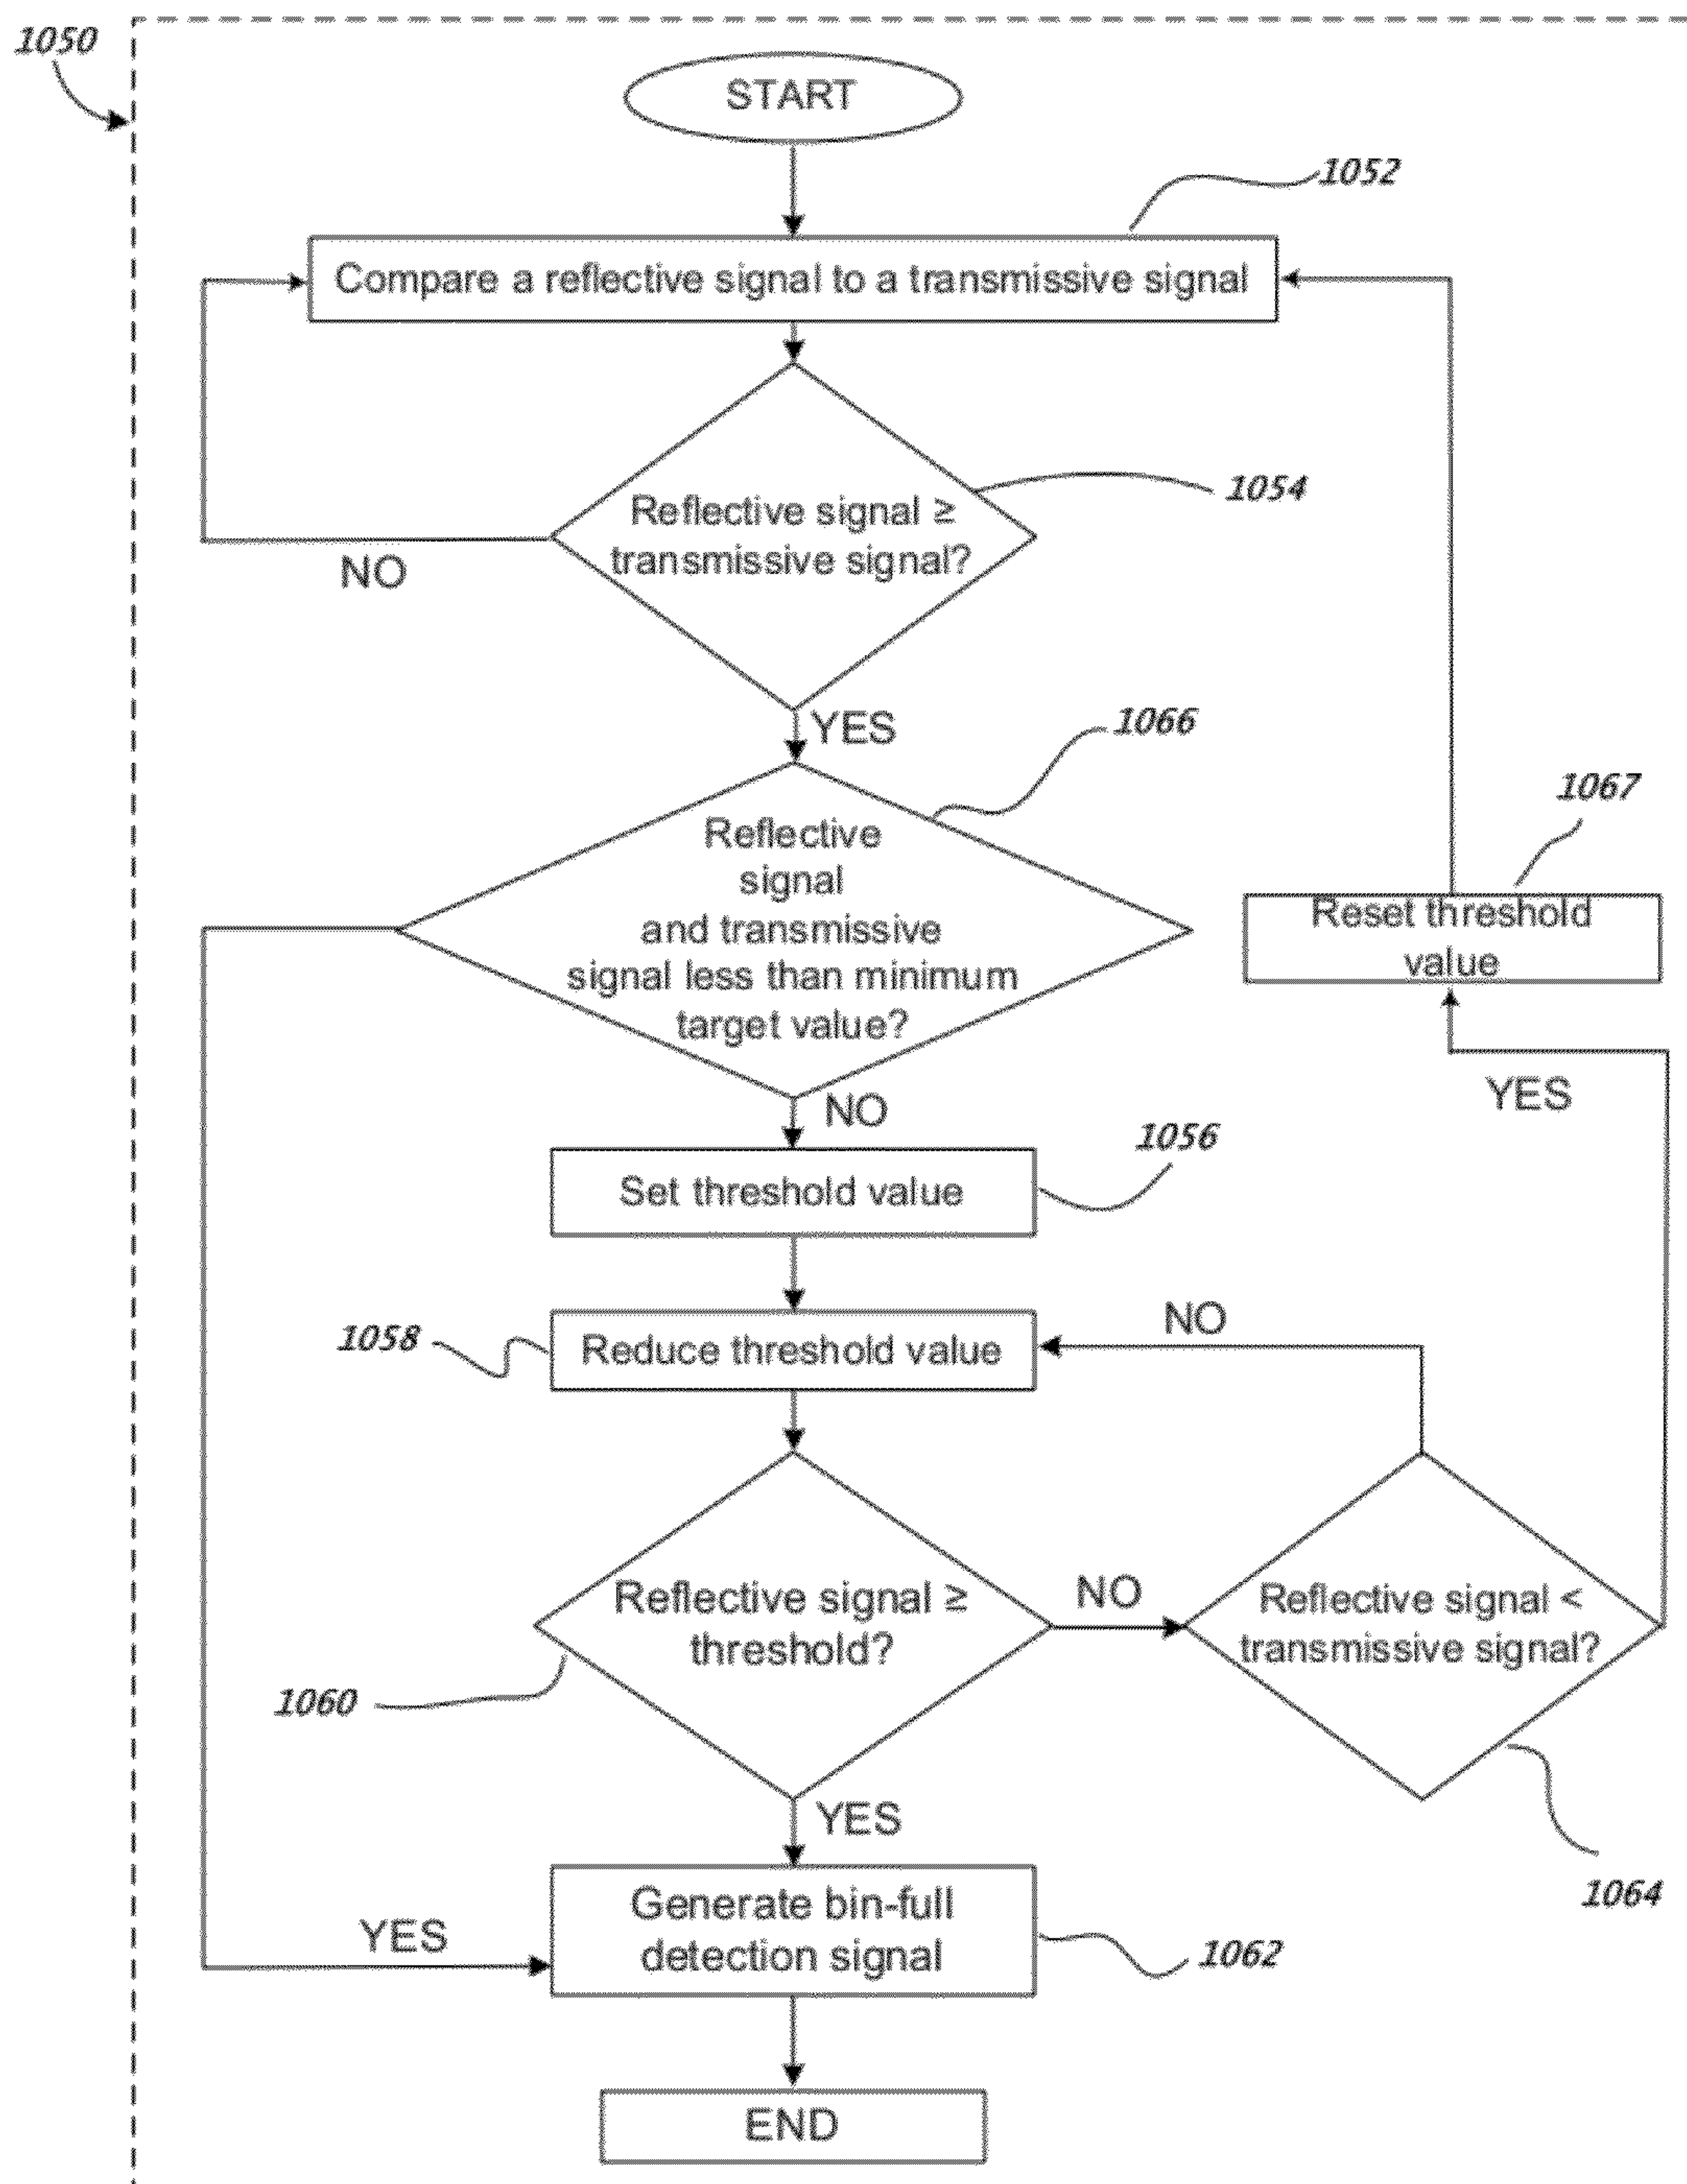 1050
START
1052
Compare a reflective signal to a transmissive signal
Reflective signal ≥
transmissive signal?
1054
NO
YES
1066
Reflective
signal
and transmissive
signal less than minimum
target value?
1067
Reset threshold
value
YES
NO
1056
Set threshold value
1058
Reduce threshold value
NO
Reflective signal ≥
threshold?
NO
Reflective signal <
transmissive signal?
1060
YES
1064
Generate bin-full
detection signal
YES
1062
END